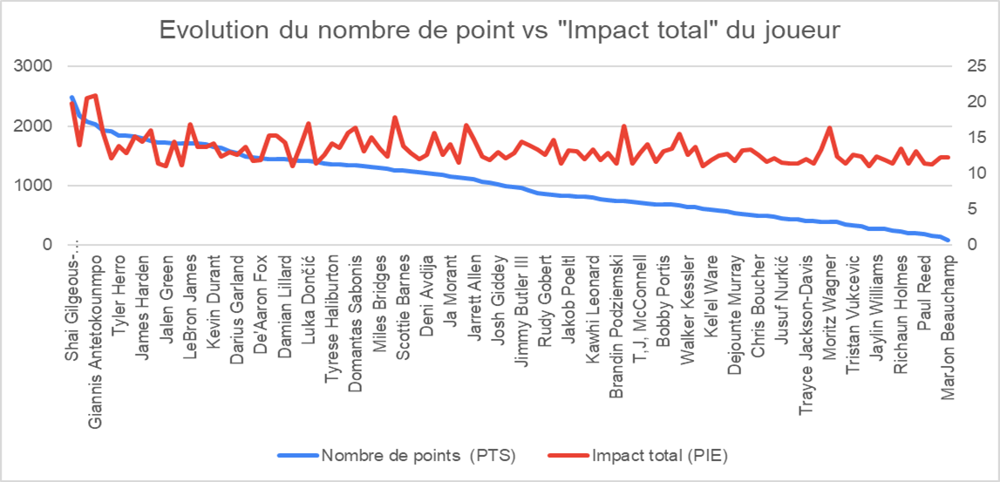 Evolution du nombre de point vs "Impact total" du joueur
3000
2000
1000
0
25
20
15
10
5
0
Shai Gilgeous-…
Giannis Antetokounmpo
Tyler Herro
James Harden
Jalen Green
LeBron James
Kevin Durant
Darius Garland
De'Aaron Fox
Damian Lillard
Luka Dončić
Tyrese Haliburton
Domantas Sabonis
Miles Bridges
Scottie Barnes
Deni Avdija
Ja Morant
Jarrett Allen
Josh Giddey
Jimmy Butler III
Rudy Gobert
Jakob Poeltl
Kawhi Leonard
Brandin Podziemski
T,J, McConnell
Bobby Portis
Walker Kessler
Kel'el Ware
Dejounte Murray
Chris Boucher
Jusuf Nurkić
Trayce Jackson-Davis
Moritz Wagner
Tristan Vukcevic
Jaylin Williams
Richaun Holmes
Paul Reed
MarJon Beauchamp
Nombre de points (PTS)
Impact total (PIE)